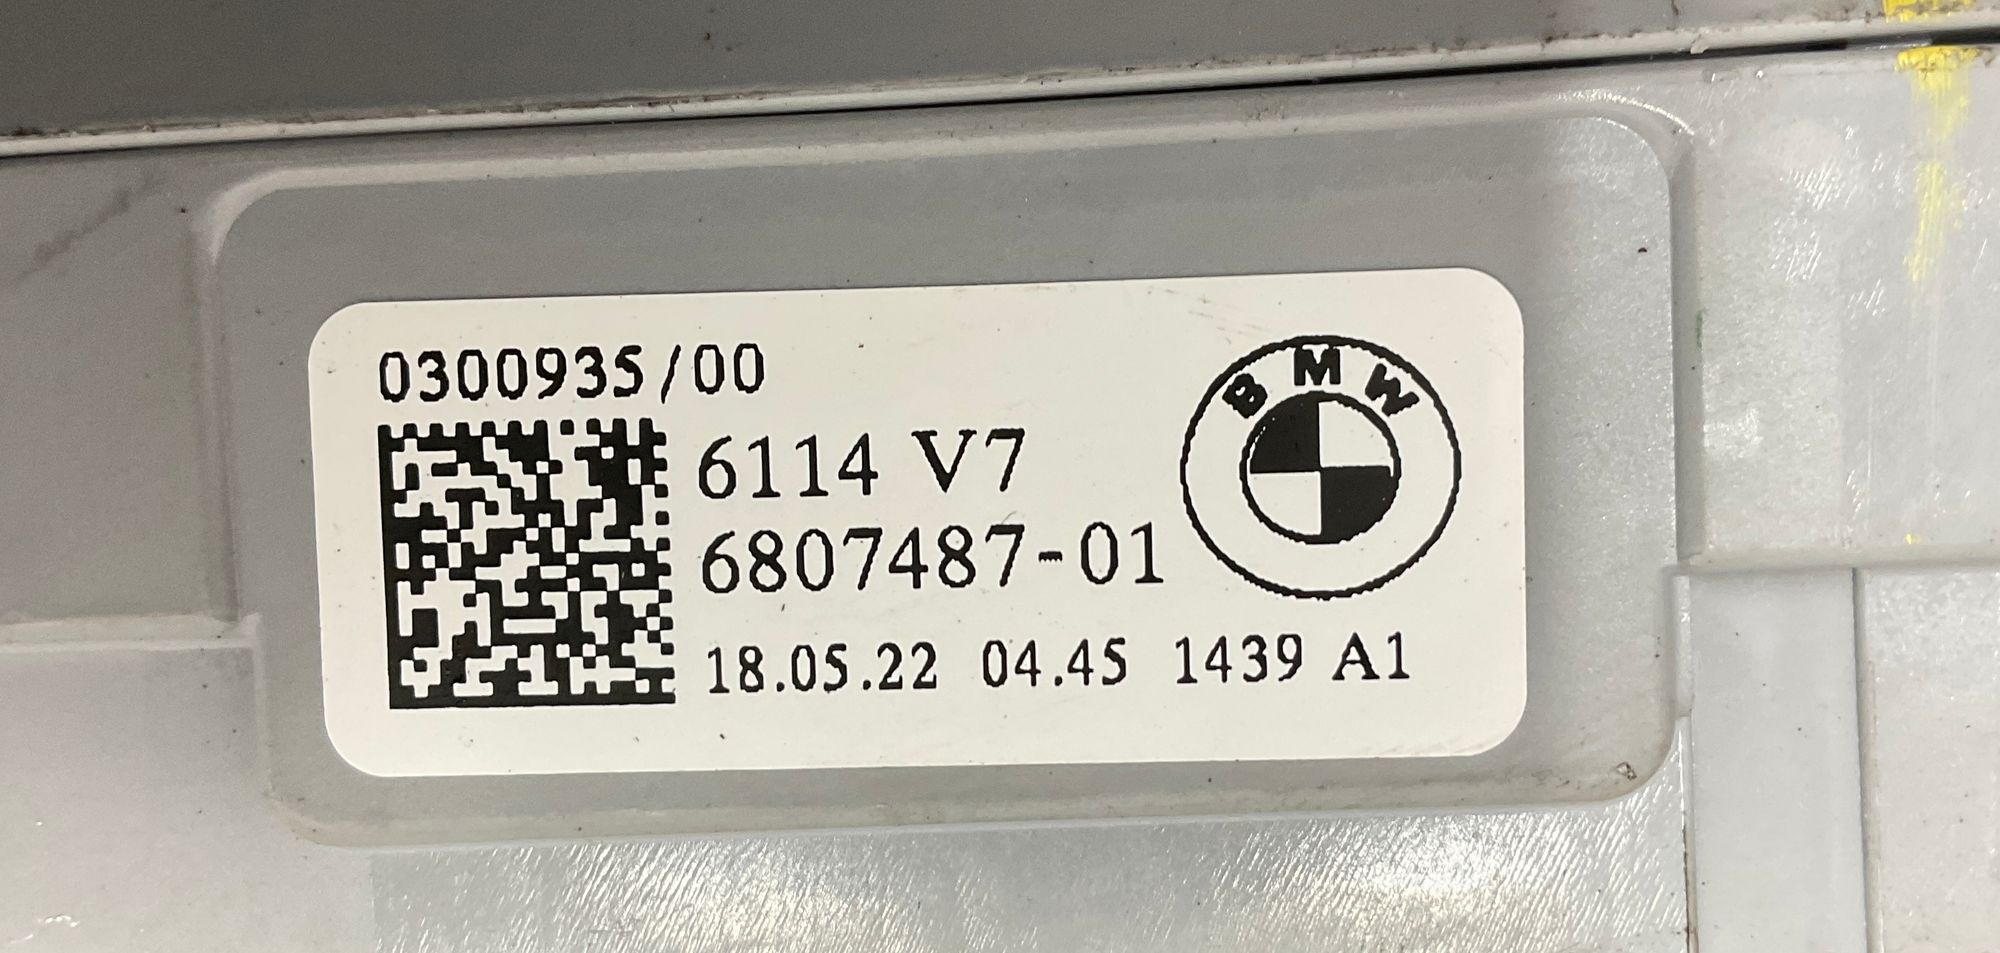 0300935/00
6114 V7
6807487-01
BMW
18.05.22 04.45 1439 A1